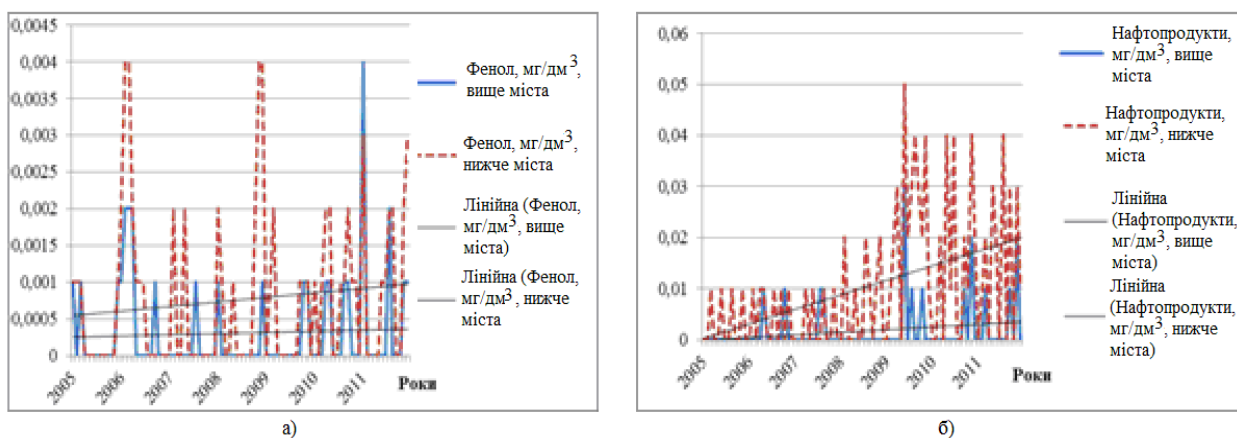 0,0045
0,004
0,0035
0,003
0,0025
0,002
0,0015
0,001
0,0005
0
2005
2006
2007
2008
2009
2010
2011
Роки
Фенол, мг/дм3,
вище міста
Фенол, мг/дм3,
нижче міста
Лінійна (Фенол,
мг/дм3, вище
міста)
Лінійна (Фенол,
мг/дм3, нижче
міста
а)
0,06
0,05
0,04
0,03
0,02
0,01
0
2005
2006
2007
2008
2009
2010
2011
Роки
Нафтопродукти,
мг/дм3, вище
міста
Нафтопродукти,
мг/дм3, нижче
міста
Лінійна
(Нафтопродукти,
мг/дм3, вище
міста)
Лінійна
(Нафтопродукти,
мг/дм3, нижче
міста)
б)